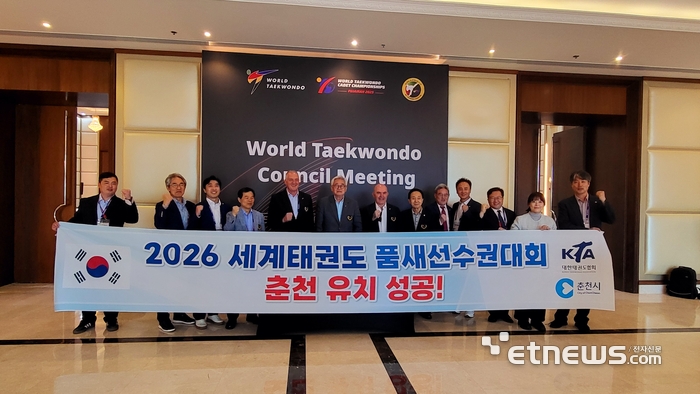 WORLD
TAEKWONDO
WORLD TAEKWONDO
CADET CHAMPIONSHIPS
World Taekwondo
Council Meeting
2026 세계태권도 품새선수권대회
춘천 유치 성공!
KTA
대한태권도협회
춘천시
전자신문
etnews.com